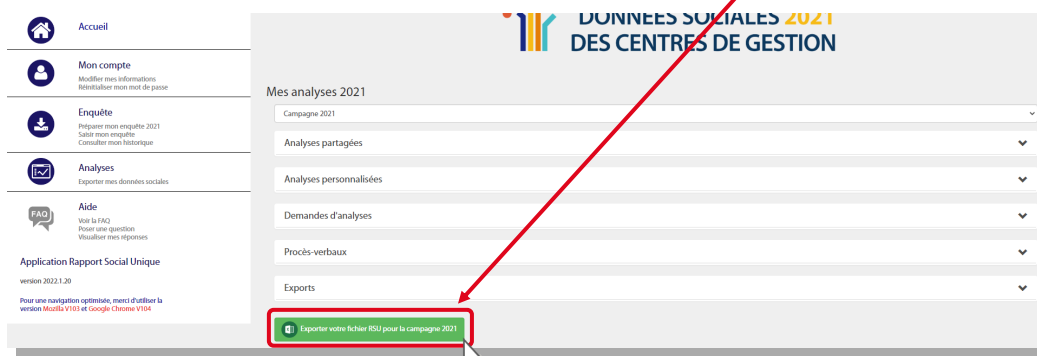 DONNÉES SOCIALES 2021
DES CENTRES DE GESTION
Accueil
Mon compte
Modifier mes informations
Réinitialiser mon mot de passe
Enquête
Préparer mon enquête 2021
Saisir mon enquête
Consulter mon historique
Analyses
Exporter mes données sociales
FAQ
Aide
Voir la FAQ
Poser une question
Visualiser mes réponses
Application Rapport Social Unique
version 2022.1.20
Pour une navigation optimisée, merci d'utiliser la
version Mozilla V103 et Google Chrome V104
Mes analyses 2021
Campagne 2021
Analyses partagées
Analyses personnalisées
Demandes d'analyses
Procès-verbaux
Exports
Exporter votre fichier RSU pour la campagne 2021